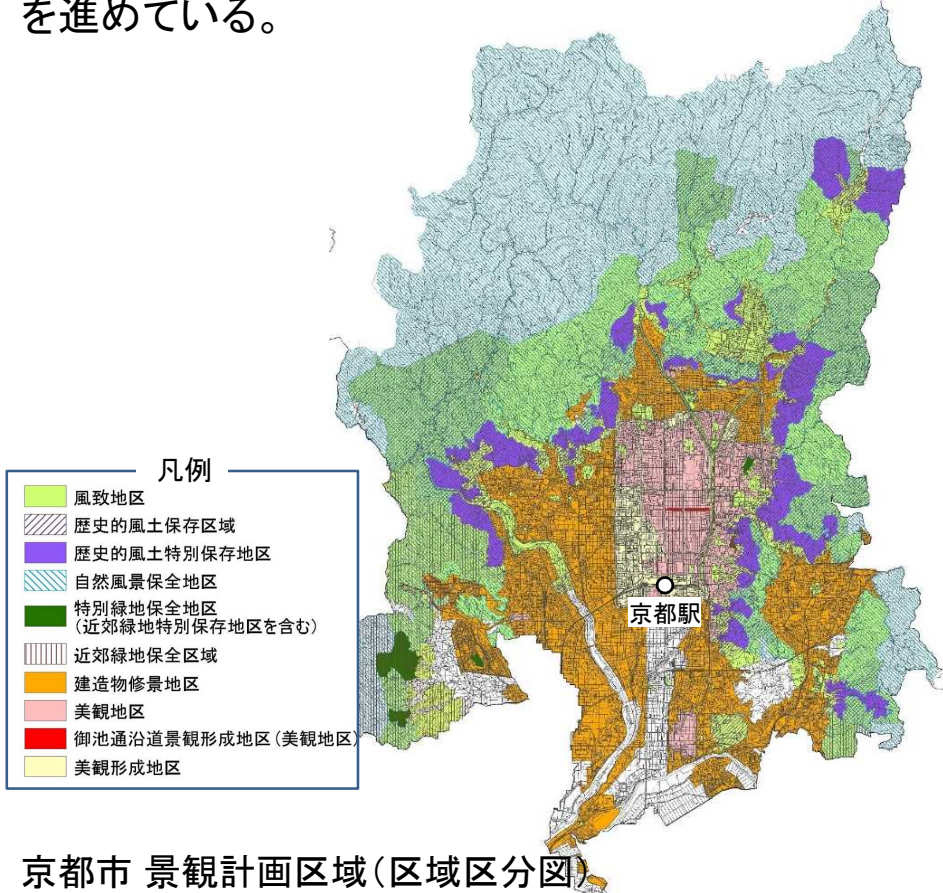 を進めている。
凡例
風致地区
歴史的風土保存区域
歴史的風土特別保存地区
自然風景保全地区
特別緑地保全地区
(近郊緑地特別保存地区を含む)
近郊緑地保全区域
建造物修景地区
美観地区
御池通沿道景観形成地区(美観地区)
美観形成地区
京都駅
京都市 景観計画区域(区域区分図)